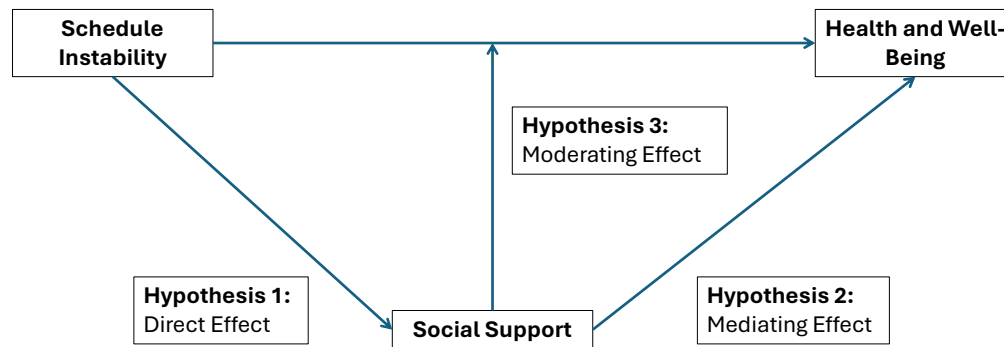 Schedule
Instability
Health and Well-
Being
Hypothesis 3:
Moderating Effect
Hypothesis 1:
Direct Effect
Hypothesis 2:
Mediating Effect
Social Support